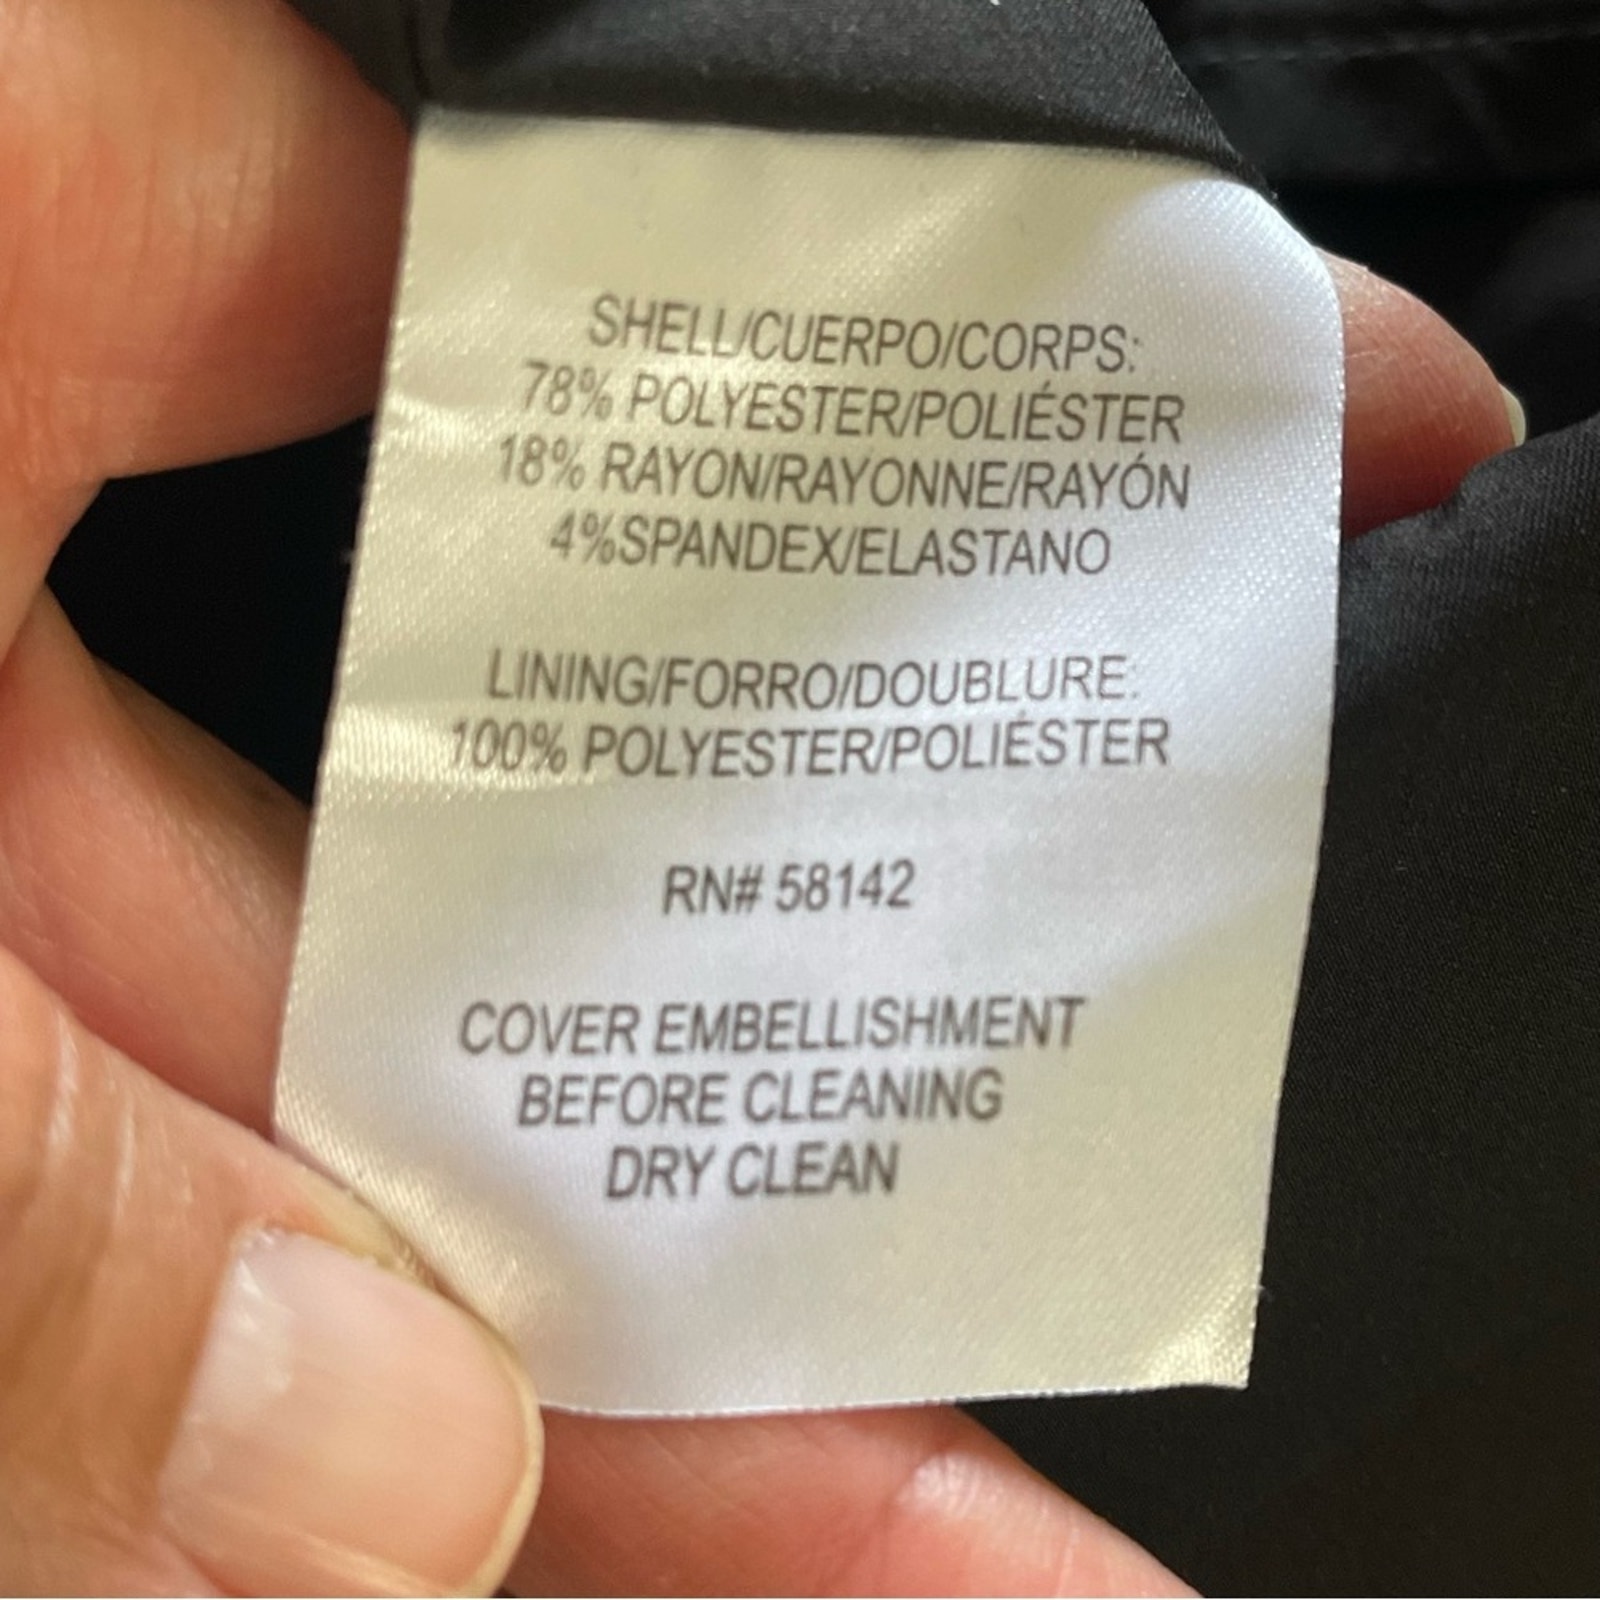 SHELL/CUERPO/CORPS:
78% POLYESTER/POLIÉSTER
18% RAYON/RAYONNE/RAYÓN
4%SPANDEX/ELASTANO
LINING/FORRO/DOUBLURE:
100% POLYESTER/POLIÉSTER
RN# 58142
COVER EMBELLISHMENT
BEFORE CLEANING
DRY CLEAN